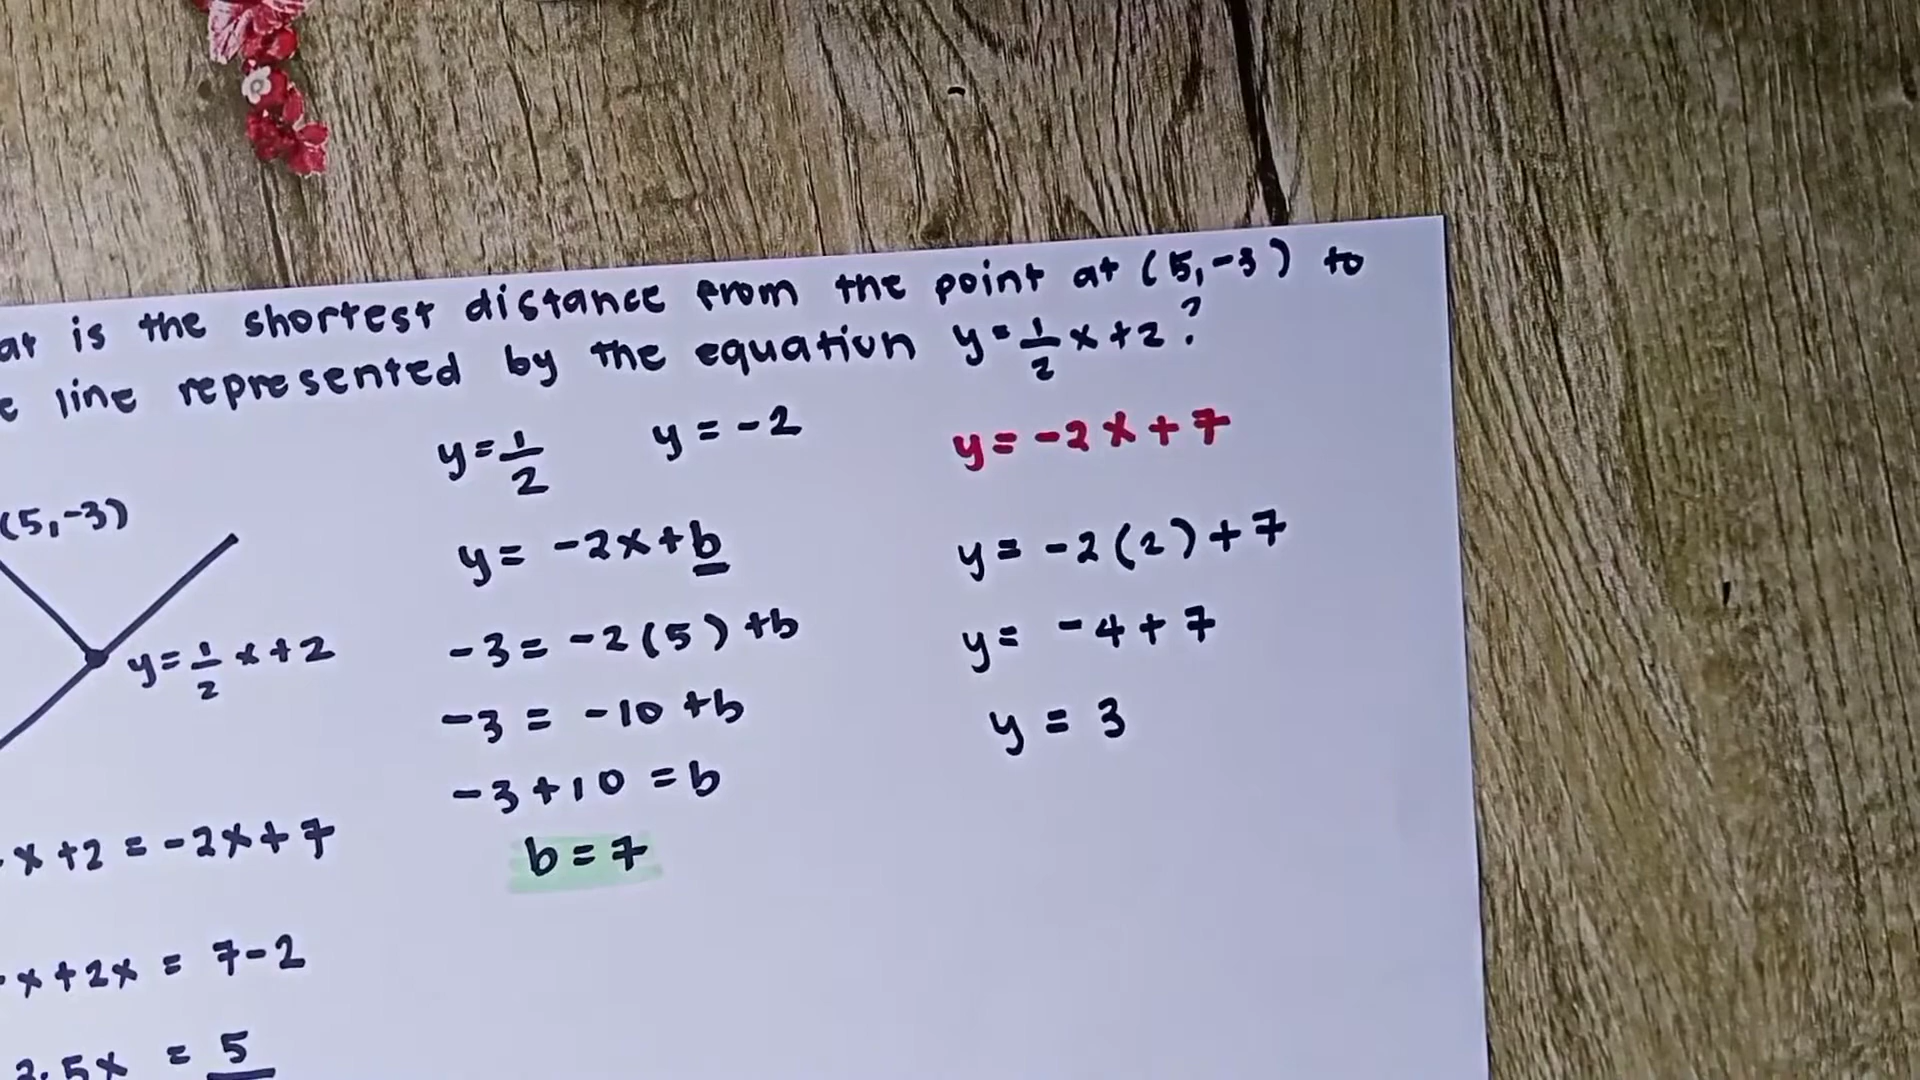 is the shortest distance from the point at (5,-3) to
line represented by the equation y=1/2 x+2?
y=1/2 y=-2 y=-2x+7
(5,-3)
y=-2x+b y=-2(2)+7
y=1/2 x+2 -3=-2(5)+b y=-4+7
-3=-10+b y=3
-3+10=b
x+2=-2x+7 b=7
x+2x=7-2
5x=5